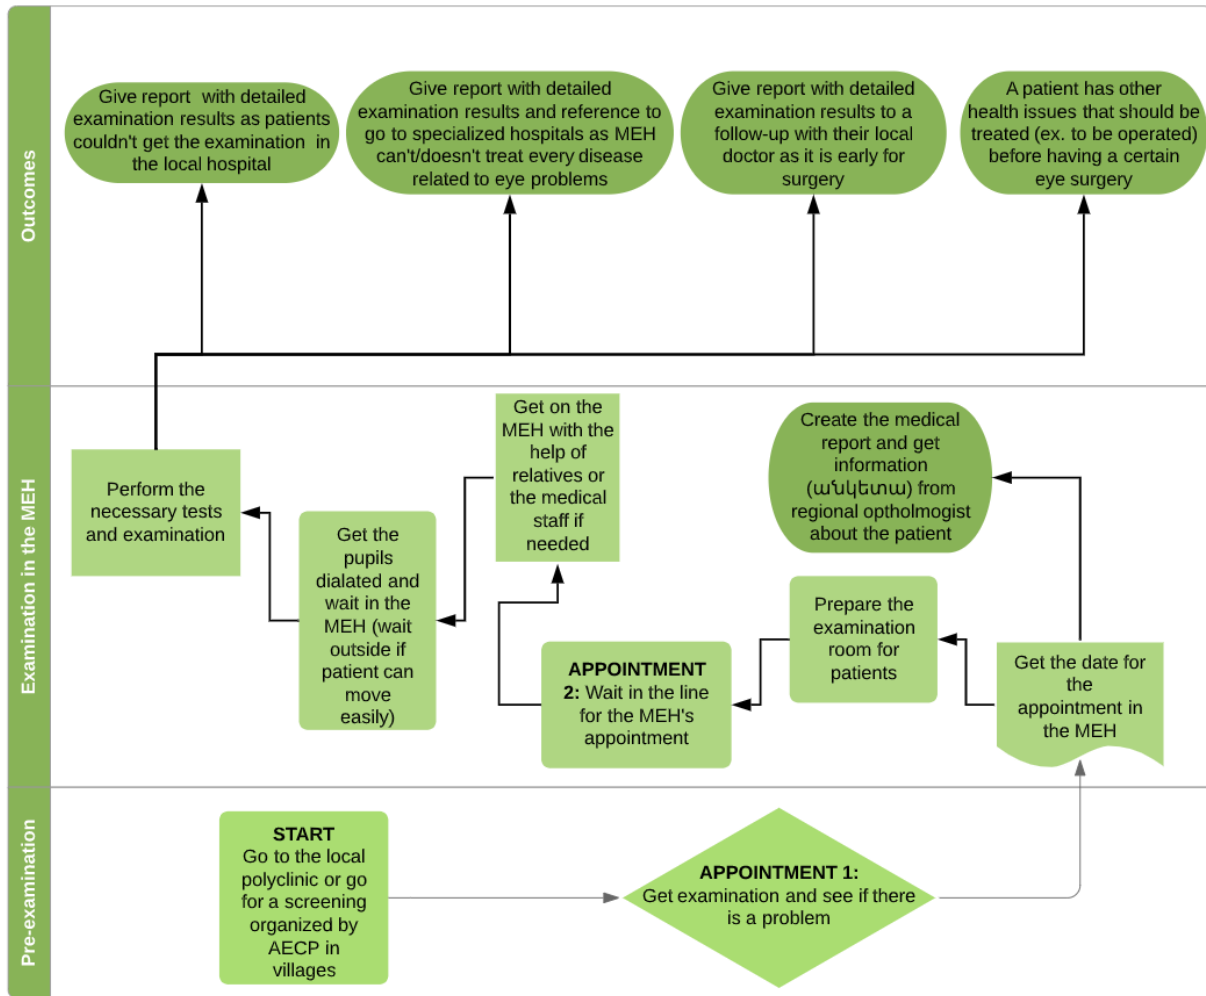 Outcomes
Give report with detailed
examination results as patients
couldn't get the examination in
the local hospital
Give report with detailed
examination results and reference to
go to specialized hospitals as MEH
can't/doesn't treat every disease
related to eye problems
Give report with detailed
examination results to a
follow-up with their local
doctor as it is early for
surgery
A patient has other
health issues that should be
treated (ex. to be operated)
before having a certain
eye surgery
Examination in the MEH
Perform the
necessary tests
and examination
Get the
pupils
dialated and
wait in the
MEH (wait
outside if
patient can
move
easily)
Get on the
MEH with the
help of
relatives or
the medical
staff if
needed
APPOINTMENT
2: Wait in the line
for the MEH's
appointment
Create the medical
report and get
information
(անկետա) from
regional optholmogist
about the patient
Prepare the
examination
room for
patients
Get the date for
the
appointment in
the MEH
Pre-examination
START
Go to the local
polyclinic or go
for a screening
organized by
AECP in
villages
APPOINTMENT 1:
Get examination and see if there
is a problem